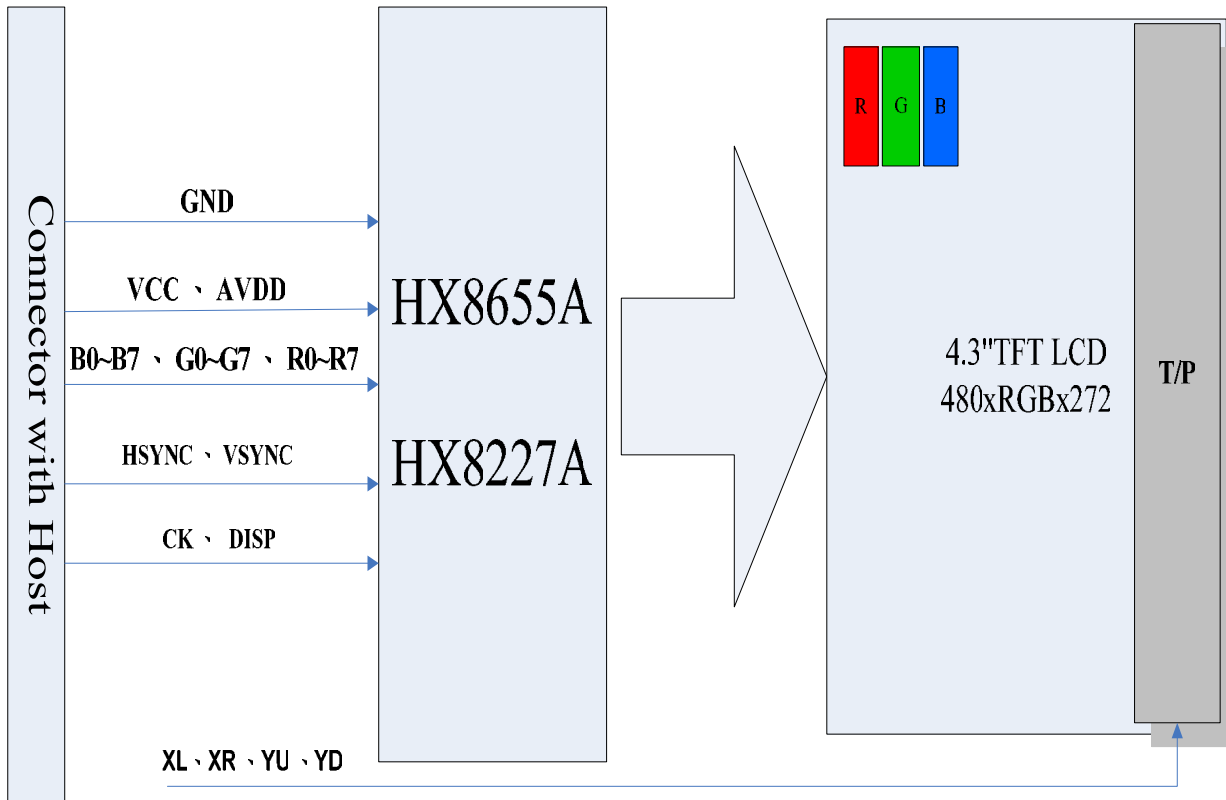 Connector with Host
GND
VCC、AVDD
B0~B7、G0~G7、R0~R7
HSYNC、VSYNC
CK、DISP
XL、XR、YU、YD
HX8655A
HX8227A
R
G
B
4.3"TFT LCD
480xRGBx272
T/P